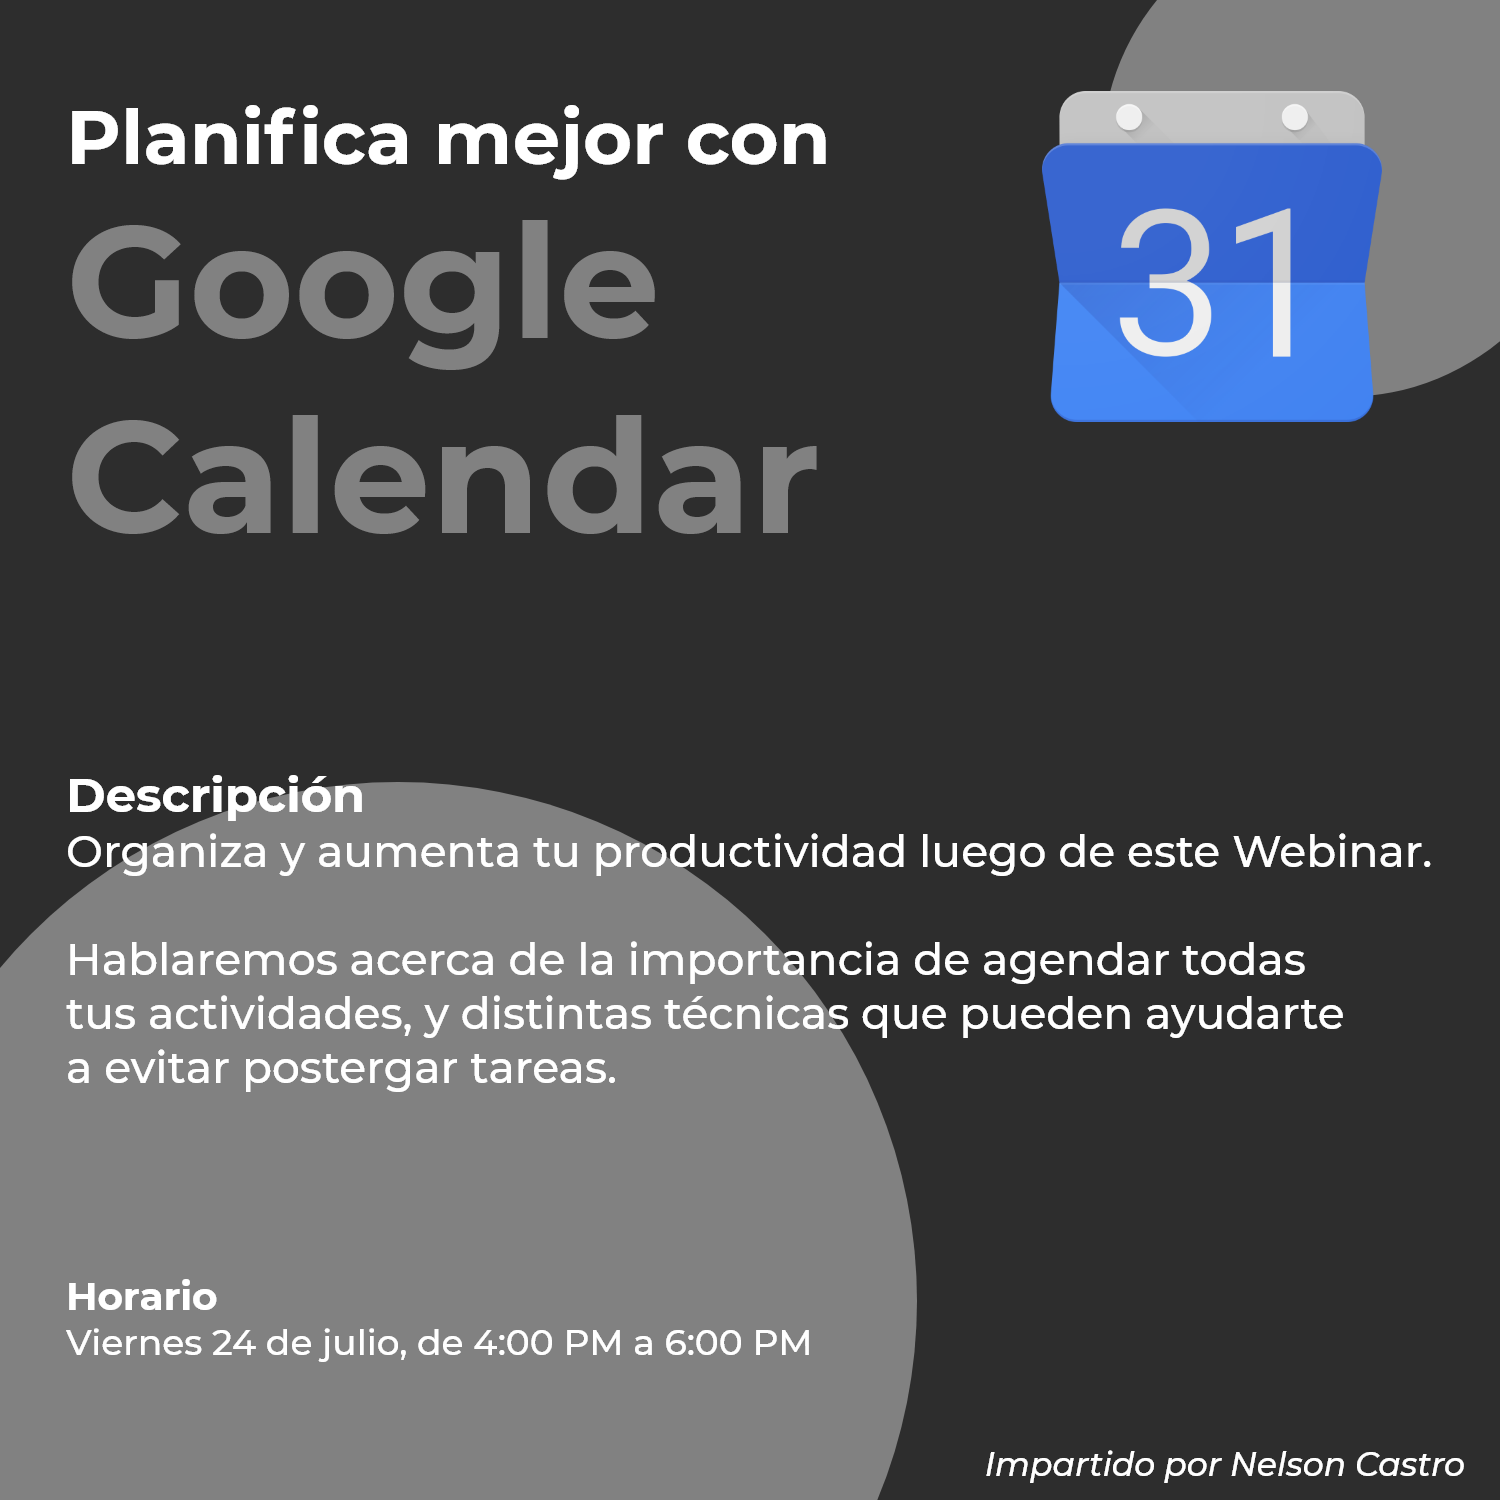 Planifica mejor con
Google
Calendar
31
Descripción
Organiza y aumenta tu productividad luego de este Webinar.
Hablaremos acerca de la importancia de agendar todas
tus actividades, y distintas técnicas que pueden ayudarte
a evitar postergar tareas.
Horario
Viernes 24 de julio, de 4:00 PM a 6:00 PM
Impartido por Nelson Castro